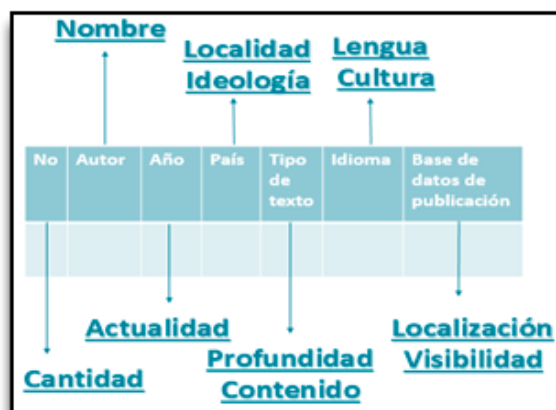 Nombre
Localidad
Ideología
Lengua
Cultura
No
Autor
Año
País
Tipo
de
texto
Idioma
Base de
datos de
publicación
Actualidad
Cantidad
Profundidad
Contenido
Localización
Visibilidad